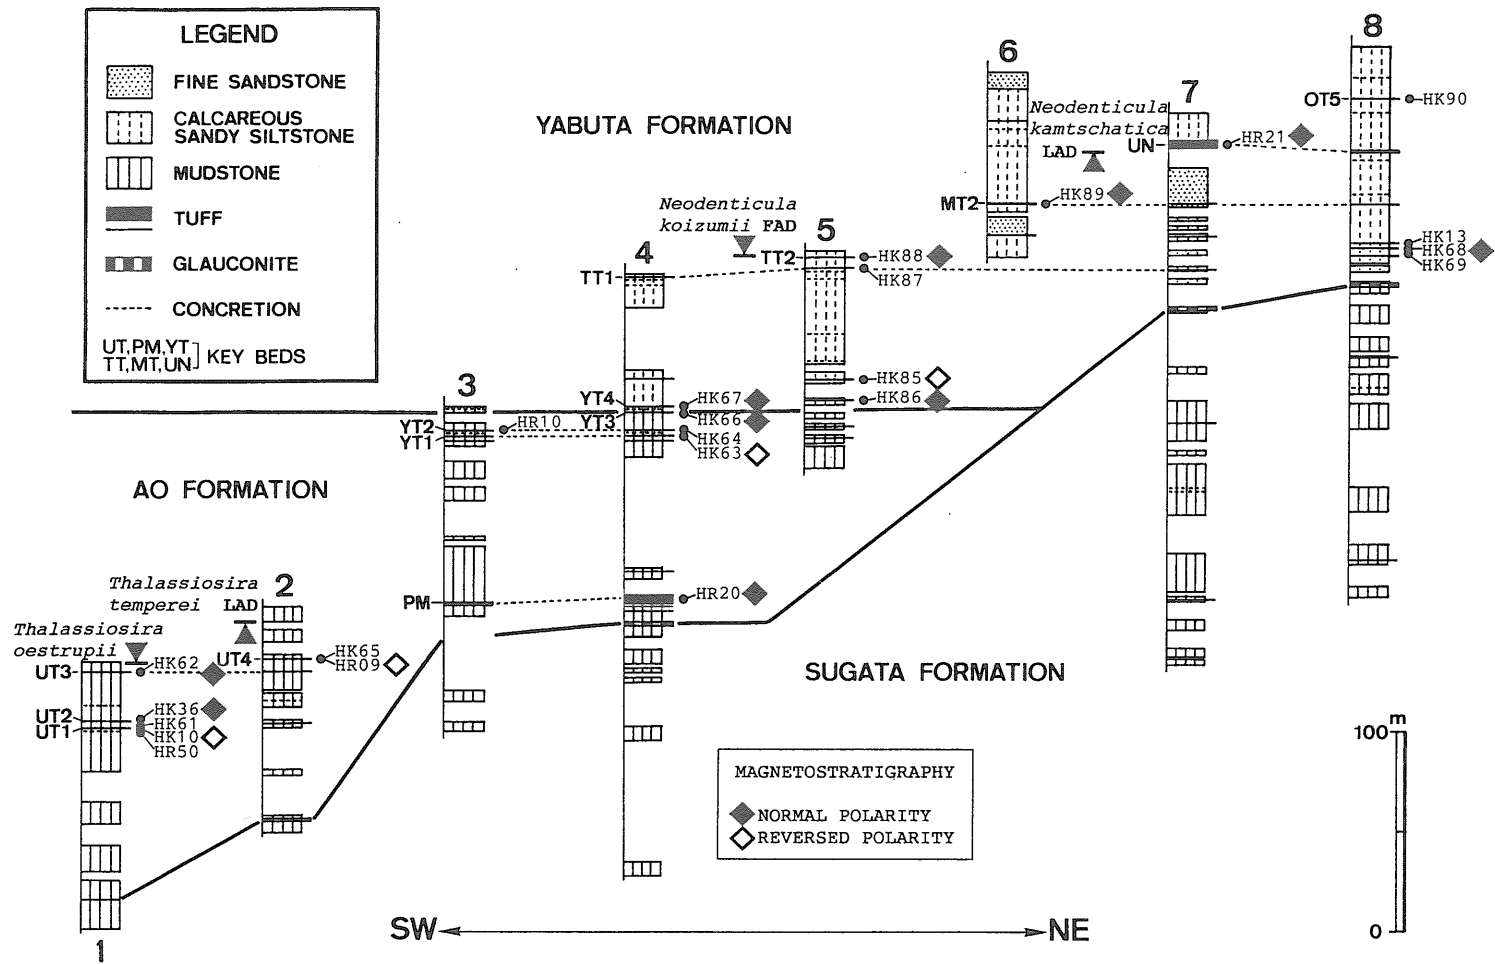 LEGEND
FINE SANDSTONE
CALCAREOUS
SANDY SILTSTONE
MUDSTONE
TUFF
GLAUCONITE
CONCRETION
UT,PM,YT
TT,MT,UN
KEY BEDS
YABUTA FORMATION
AO FORMATION
SUGATA FORMATION
1
Thalassiosira
oestrupii
UT3
HK62
UT2
UT1
HK36
HK61
HK10
HR50
2
Thalassiosira
temperei LAD
UT4
HK65
HR09
3
YT2
YT1
HR10
PM
4
TT1
YT4
YT3
HK67
HK66
HK64
HK63
HR20
Neodenticula
koizumii FAD
5
TT2
HK88
HK87
HK85
HK86
6
MT2
HK89
Neodenticula
kamtschatica
LAD
7
UN
HR21
8
OT5
HK90
HK13
HK68
HK69
MAGNETOSTRATIGRAPHY
NORMAL POLARITY
REVERSED POLARITY
SW
NE
m
100
0